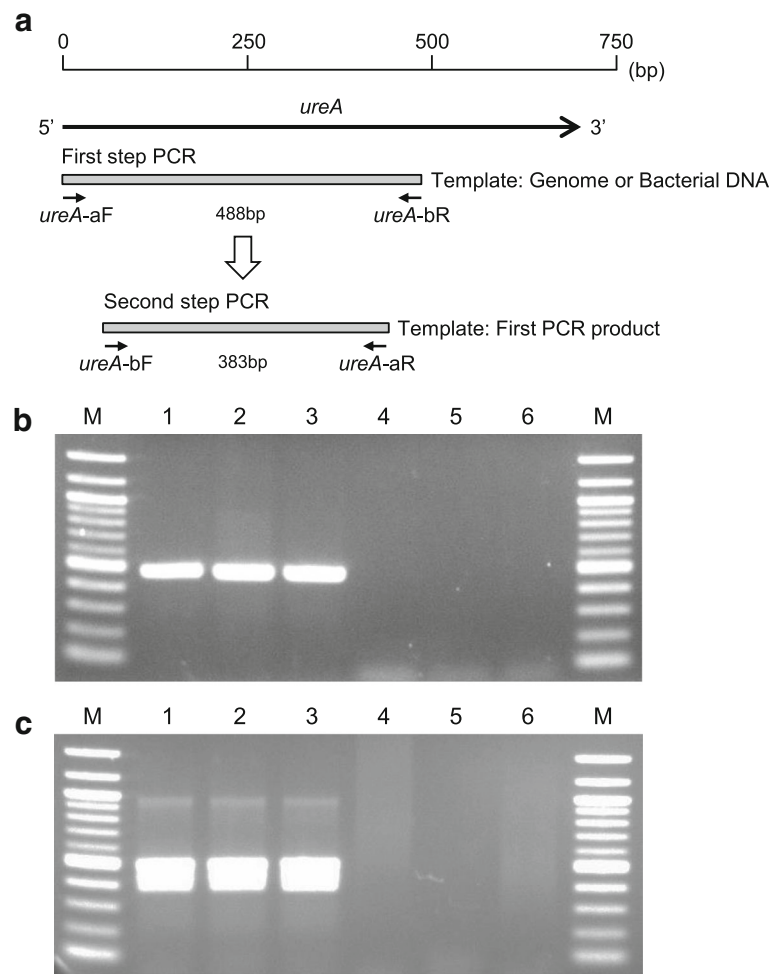 a
0 250 500 750
(bp)
ureA
5’ 3’
First step PCR
Template: Genome or Bacterial DNA
ureA-aF 488bp ureA-bR
Second step PCR
Template: First PCR product
ureA-bF 383bp ureA-aR
b M 1 2 3 4 5 6 M
c M 1 2 3 4 5 6 M